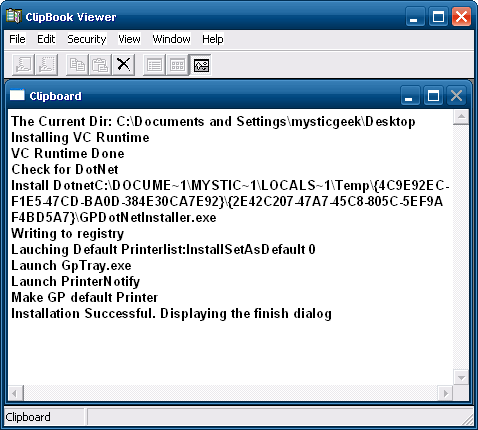 ClipBook Viewer
File Edit Security View Window Help
Clipboard
The Current Dir: C:\Documents and Settings\mysticgeek\Desktop
Installing VC Runtime
VC Runtime Done
Check for DotNet
Install DotnetC:\DOCUME~1\MYSTIC~1\LOCALS~1\Temp\{4C9E92EC-
F1E5-47CD-BA0D-384E30CA7E92}\{2E42C207-47A7-45C8-805C-5EF9A
F4BD5A7}\GPDotNetInstaller.exe
Writing to registry
Lauching Default Printerlist:InstallSetAsDefault 0
Launch GpTray.exe
Launch PrinterNotify
Make GP default Printer
Installation Successful. Displaying the finish dialog
Clipboard